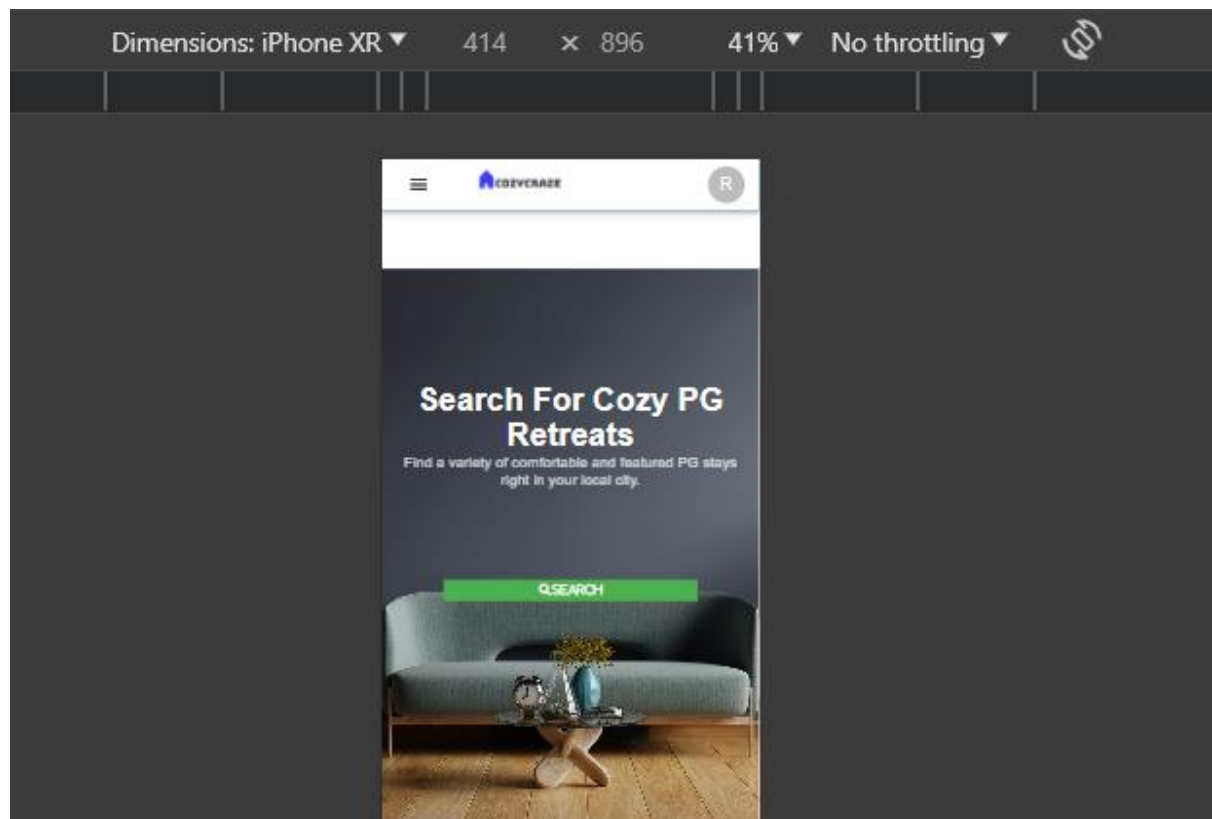 Dimensions: iPhone XR 414 × 896 41% No throttling
COZYCRAZE R
Search For Cozy PG
Retreats
Find a variety of comfortable and featured PG stays
right in your local city.
SEARCH